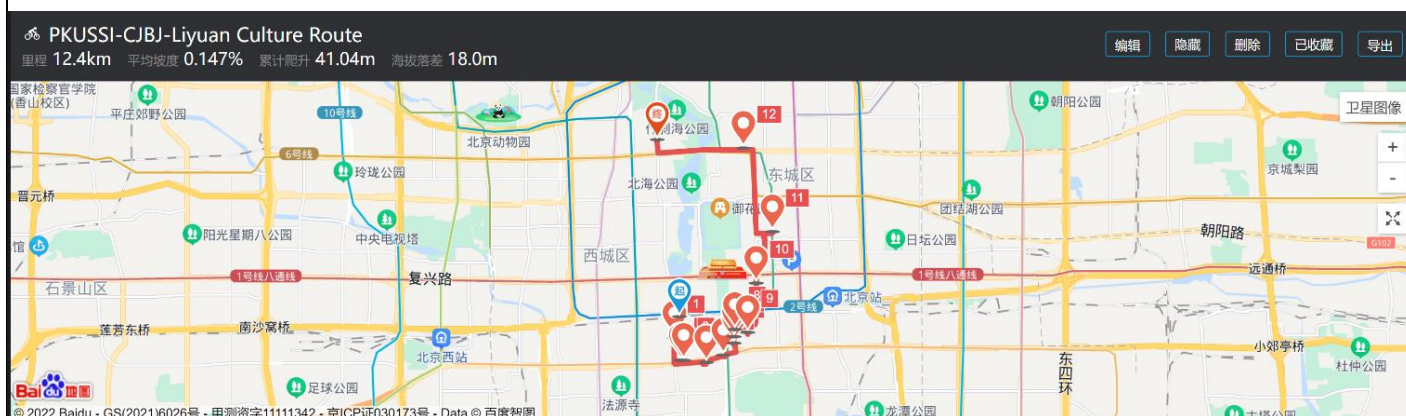 PKUSSI-CJBJ-Liyuan Culture Route
里程 12.4km 平均坡度 0.147% 累计爬升 41.04m 海拔落差 18.0m
编辑 隐藏 删除 已收藏 导出
国家检察官学院
(香山校区)
平庄郊野公园
10号线
北京动物园
终
海公园
12
朝阳公园
卫星图像
6号线
玲珑公园
北海公园
东城区
京城梨园
+
-
晋元桥
御花
11
团结湖公园
阳光星期八公园
中央电视塔
西城区
10
P
日坛公园
朝阳路
G102
馆
1号线八通线
复兴路
1号线八通线
远通桥
石景山区
起
1
9
2号线
北京站
莲芳东桥
南沙窝桥
北京西站
东四环
小郊亭桥
杜仲公园
Bai du 地图
足球公园
法源寺
龙潭公园
© 2022 Baidu - GS(2021)6026号 - 甲测资字11111342 - 京ICP证030173号 - Data © 百度智图